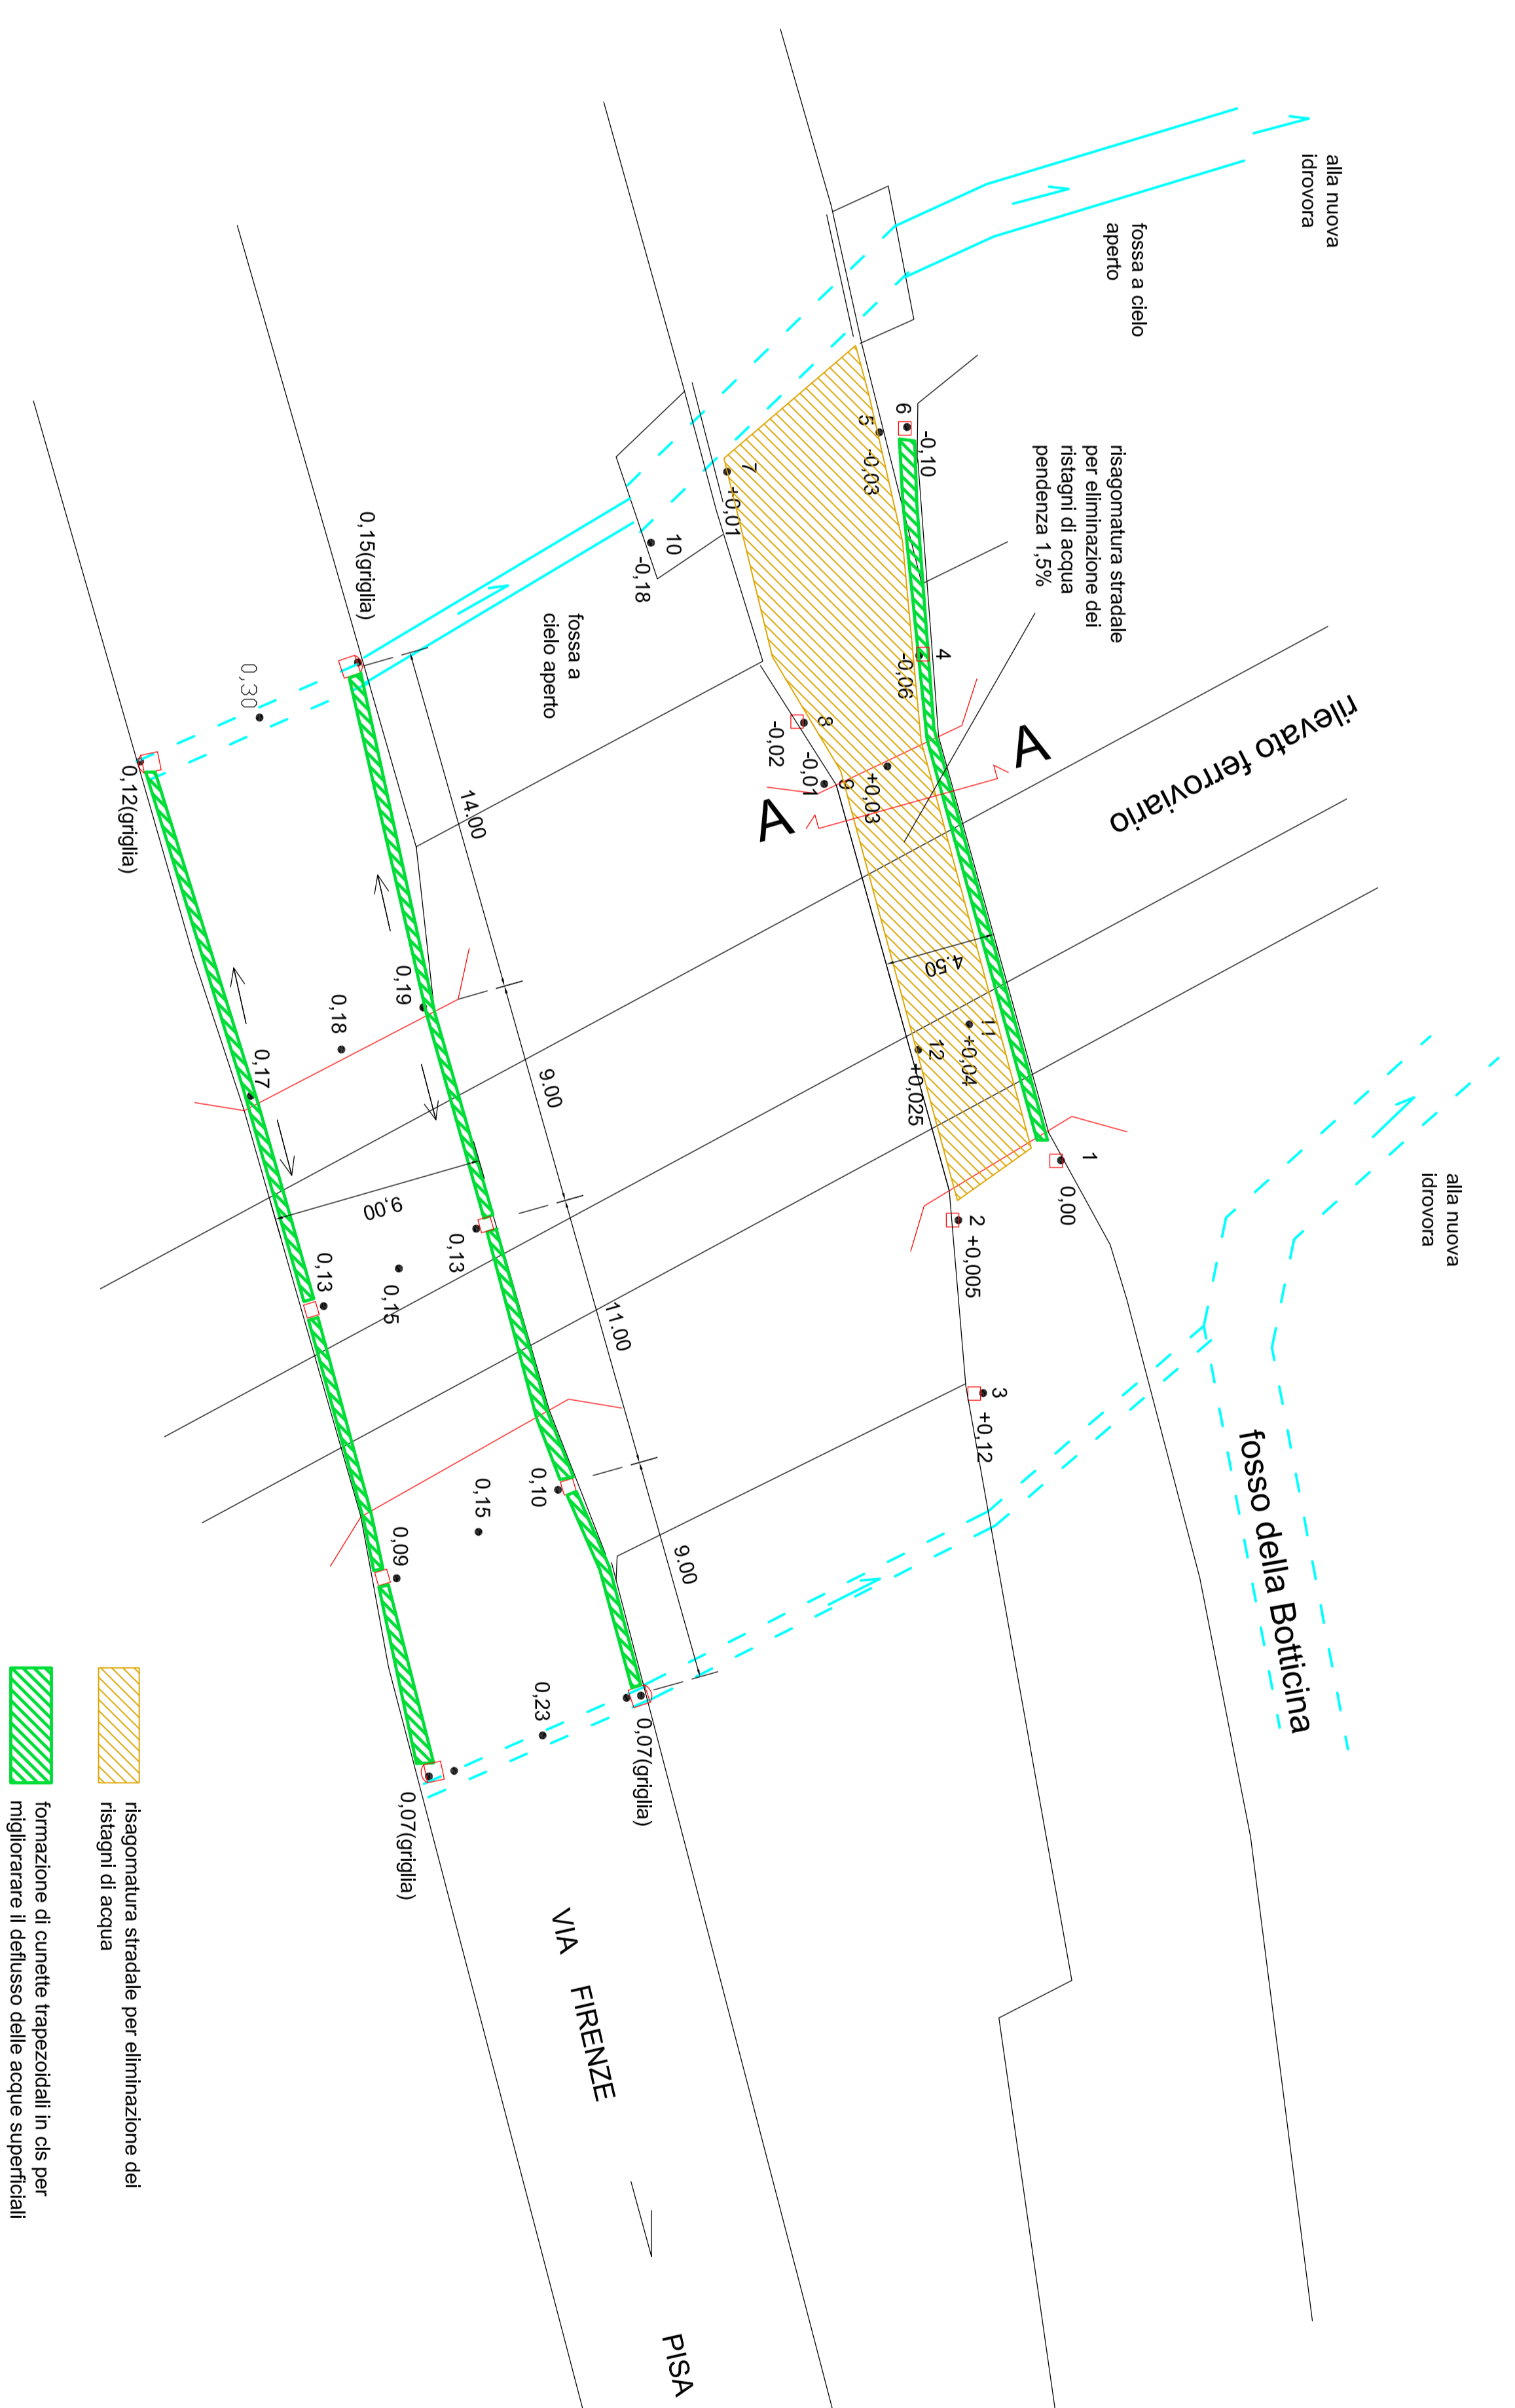 alla nuova
idrovora
fossa a cielo
aperto
risagomatura stradale
per eliminazione dei
ristagni di acqua
pendenza 1,5%
rilevato ferroviario
alla nuova
idrovora
fosso della Botticina
6
-0,10
5
-0,03
4
-0,06
7
+0,01
10
-0,18
8
-0,02
9
-0,01
+0,03
A
A
4.50
11
+0,04
12
+0,025
1
0,00
2
+0,005
3
+0,12
fossa a
cielo aperto
0,15(griglia)
14.00
9.00
11.00
9.00
0,30
0,12(griglia)
0,19
0,18
0,17
9.00
0,13
0,15
0,13
0,10
0,15
0,09
0,23
0,07(griglia)
0,07(griglia)
VIA FIRENZE
PISA
risagomatura stradale per eliminazione dei
ristagni di acqua
formazione di cunette trapezoidali in cls per
migliorarare il deflusso delle acque superficiali